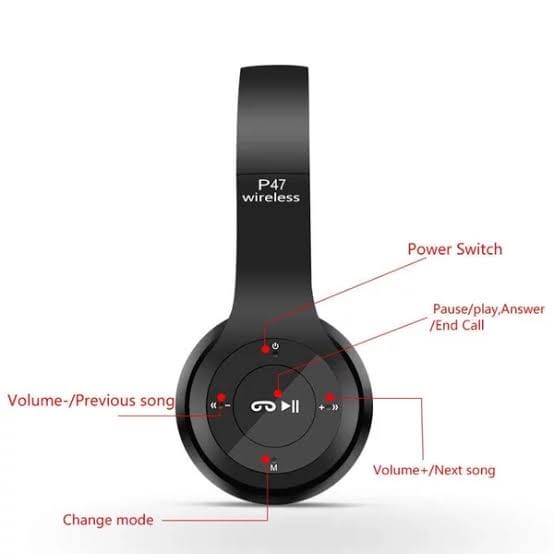 P47
wireless
Power Switch
Pause/play,Answer
/End Call
Volume-/Previous song
« -
▶||
+ »
Volume+/Next song
M
Change mode